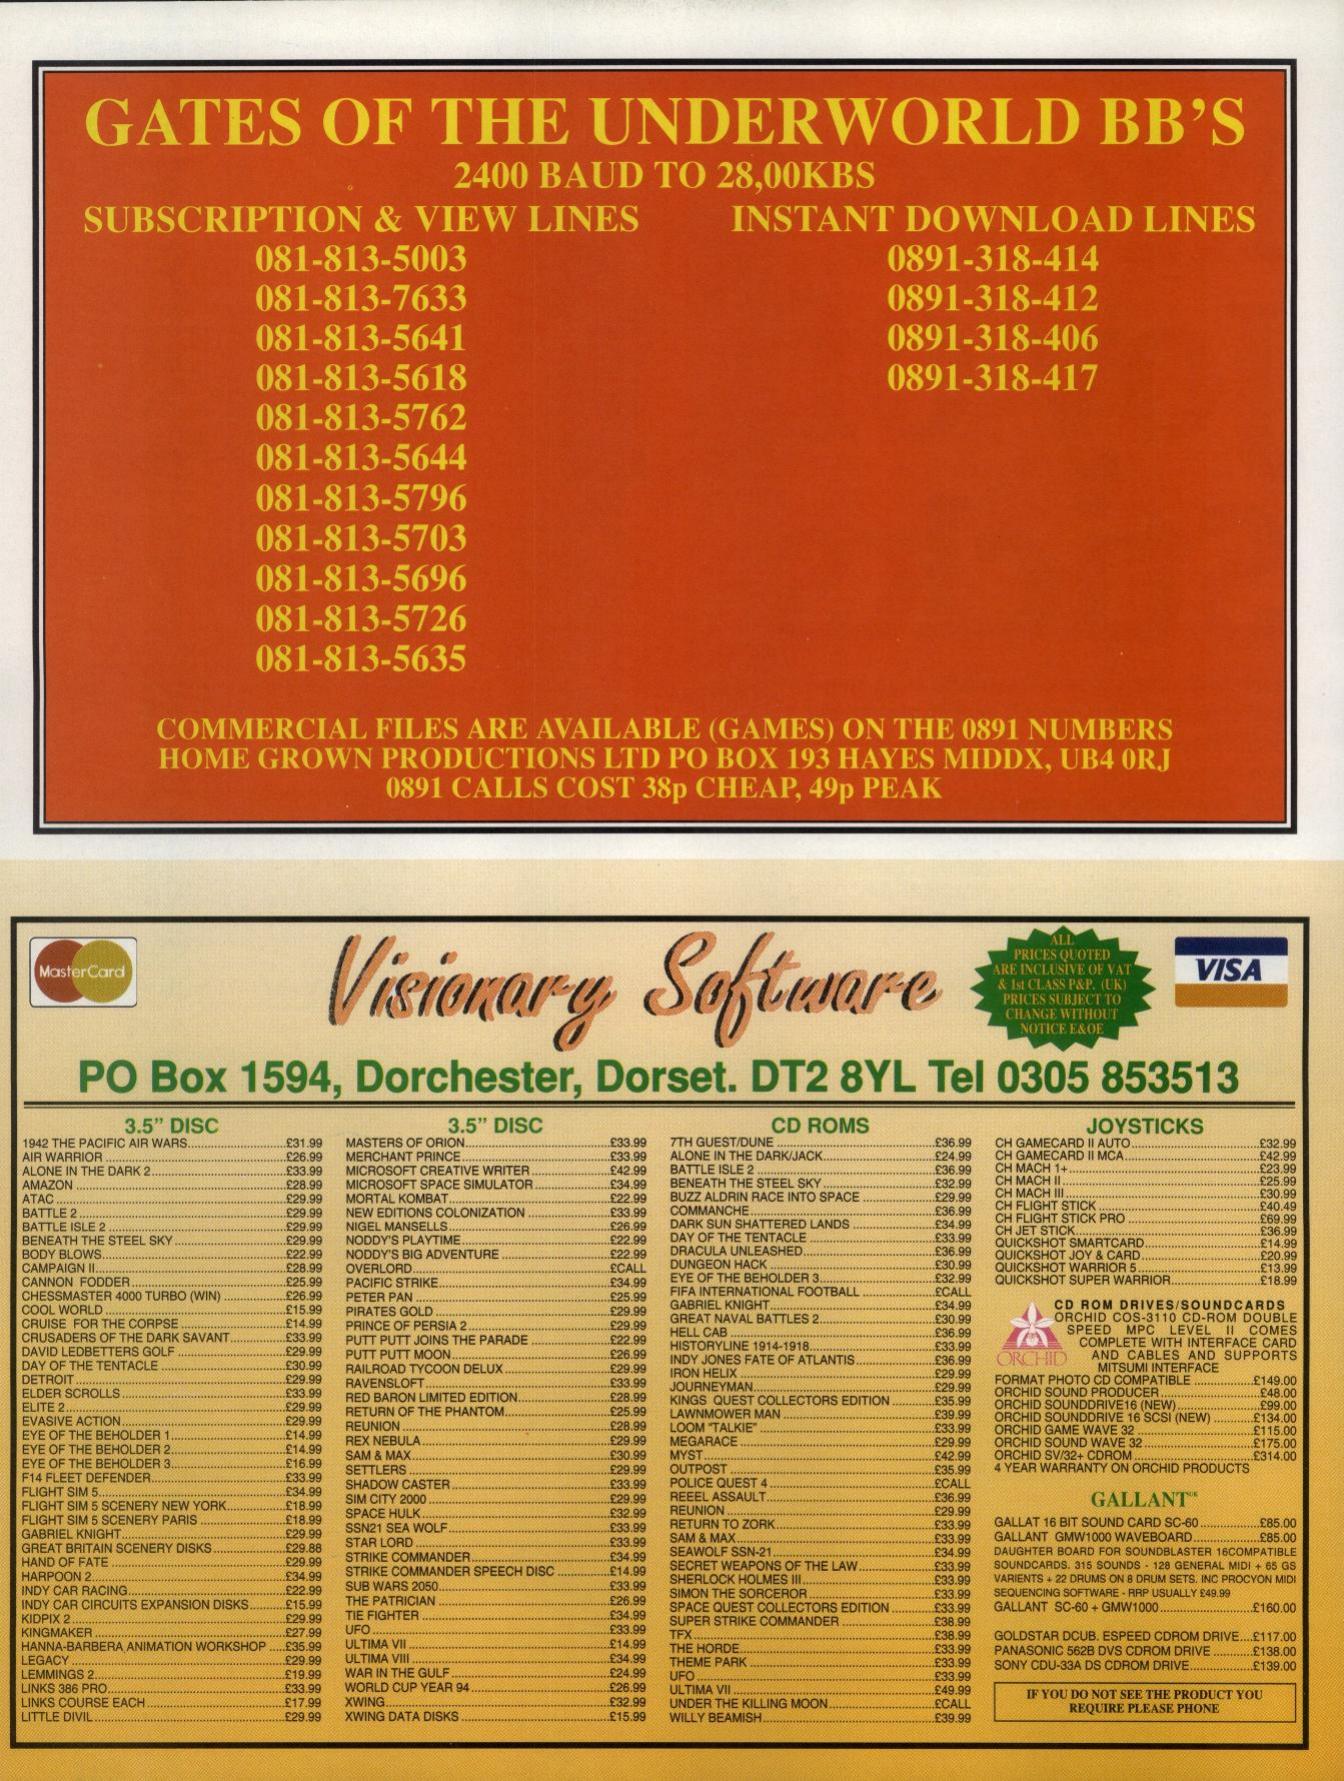 GATES OF THE UNDERWORLD BB'S
2400 BAUD TO 28,00KBS
SUBSCRIPTION & VIEW LINES
081-813-5003
081-813-7633
081-813-5641
081-813-5618
081-813-5762
081-813-5644
081-813-5796
081-813-5703
081-813-5696
081-813-5726
081-813-5635
INSTANT DOWNLOAD LINES
0891-318-414
0891-318-412
0891-318-406
0891-318-417
COMMERCIAL FILES ARE AVAILABLE (GAMES) ON THE 0891 NUMBERS
HOME GROWN PRODUCTIONS LTD PO BOX 193 HAYES MIDDX, UB4 0RJ
0891 CALLS COST 38p CHEAP, 49p PEAK
MasterCard
Visionary Software
ALL
PRICES QUOTED
ARE INCLUSIVE OF VAT
& 1st CLASS P&P. (UK)
PRICES SUBJECT TO
CHANGE WITHOUT
NOTICE E&OE
VISA
PO Box 1594, Dorchester, Dorset. DT2 8YL Tel 0305 853513
3.5" DISC
1942 THE PACIFIC AIR WARS £31.99
AIR WARRIOR £26.99
ALONE IN THE DARK 2 £33.99
AMAZON £28.99
ATAC £29.99
BATTLE 2 £29.99
BATTLE ISLE 2 £29.99
BENEATH THE STEEL SKY £29.99
BODY BLOWS £22.99
CAMPAIGN II £28.99
CANNON FODDER £25.99
CHESSMASTER 4000 TURBO (WIN) £26.99
COOL WORLD £15.99
CRUISE FOR THE CORPSE £14.99
CRUSADERS OF THE DARK SAVANT £33.99
DAVID LEDBETTERS GOLF £29.99
DAY OF THE TENTACLE £30.99
DETROIT £29.99
ELDER SCROLLS £33.99
ELITE 2 £29.99
EVASIVE ACTION £29.99
EYE OF THE BEHOLDER 1 £14.99
EYE OF THE BEHOLDER 2 £14.99
EYE OF THE BEHOLDER 3 £16.99
F14 FLEET DEFENDER £33.99
FLIGHT SIM 5 £34.99
FLIGHT SIM 5 SCENERY NEW YORK £18.99
FLIGHT SIM 5 SCENERY PARIS £18.99
GABRIEL KNIGHT £29.99
GREAT BRITAIN SCENERY DISKS £29.88
HAND OF FATE £29.99
HARPOON 2 £34.99
INDY CAR RACING £22.99
INDY CAR CIRCUITS EXPANSION DISKS £15.99
KIDPIX 2 £29.99
KINGMAKER £27.99
HANNA-BARBERA ANIMATION WORKSHOP £35.99
LEGACY £29.99
LEMMINGS 2 £19.99
LINKS 386 PRO £33.99
LINKS COURSE EACH £17.99
LITTLE DIVIL £29.99
3.5" DISC
MASTERS OF ORION £33.99
MERCHANT PRINCE £33.99
MICROSOFT CREATIVE WRITER £42.99
MICROSOFT SPACE SIMULATOR £34.99
MORTAL KOMBAT £22.99
NEW EDITIONS COLONIZATION £33.99
NIGEL MANSELLS £26.99
NODDY'S PLAYTIME £22.99
NODDY'S BIG ADVENTURE £22.99
OVERLORD £CALL
PACIFIC STRIKE £34.99
PETER PAN £25.99
PIRATES GOLD £29.99
PRINCE OF PERSIA 2 £29.99
PUTT PUTT JOINS THE PARADE £22.99
PUTT PUTT MOON £26.99
RAILROAD TYCOON DELUX £29.99
RAVENSLOFT £33.99
RED BARON LIMITED EDITION £28.99
RETURN OF THE PHANTOM £25.99
REUNION £28.99
REX NEBULA £29.99
SAM & MAX £30.99
SETTLERS £29.99
SHADOW CASTER £33.99
SIM CITY 2000 £29.99
SPACE HULK £32.99
SSN21 SEA WOLF £33.99
STAR LORD £33.99
STRIKE COMMANDER £34.99
STRIKE COMMANDER SPEECH DISC £14.99
SUB WARS 2050 £33.99
THE PATRICIAN £26.99
TIE FIGHTER £34.99
UFO £33.99
ULTIMA VII £14.99
ULTIMA VIII £34.99
WAR IN THE GULF £24.99
WORLD CUP YEAR 94 £26.99
XWING £32.99
XWING DATA DISKS £15.99
CD ROMS
7TH GUEST/DUNE £36.99
ALONE IN THE DARK/JACK £24.99
BATTLE ISLE 2 £36.99
BENEATH THE STEEL SKY £32.99
BUZZ ALDRIN RACE INTO SPACE £29.99
COMMANCHE £36.99
DARK SUN SHATTERED LANDS £34.99
DAY OF THE TENTACLE £33.99
DRACULA UNLEASHED £36.99
DUNGEON HACK £30.99
EYE OF THE BEHOLDER 3 £32.99
FIFA INTERNATIONAL FOOTBALL £CALL
GABRIEL KNIGHT £34.99
GREAT NAVAL BATTLES 2 £30.99
HELL CAB £36.99
HISTORYLINE 1914-1918 £33.99
INDY JONES FATE OF ATLANTIS £36.99
IRON HELIX £29.99
JOURNEYMAN £29.99
KINGS QUEST COLLECTORS EDITION £35.99
LAWNMOWER MAN £39.99
LOOM "TALKIE" £33.99
MEGARACE £29.99
MYST £42.99
OUTPOST £35.99
POLICE QUEST 4 £CALL
REEEL ASSAULT £36.99
REUNION £29.99
RETURN TO ZORK £33.99
SAM & MAX £33.99
SEAWOLF SSN-21 £34.99
SECRET WEAPONS OF THE LAW £33.99
SHERLOCK HOLMES III £33.99
SIMON THE SORCEROR £33.99
SPACE QUEST COLLECTORS EDITION £33.99
SUPER STRIKE COMMANDER £38.99
TFX £38.99
THE HORDE £33.99
THEME PARK £33.99
UFO £33.99
ULTIMA VII £49.99
UNDER THE KILLING MOON £CALL
WILLY BEAMISH £39.99
JOYSTICKS
CH GAMECARD II AUTO £32.99
CH GAMECARD II MCA £42.99
CH MACH 1+ £23.99
CH MACH II £25.99
CH MACH III £30.99
CH FLIGHT STICK £40.49
CH FLIGHT STICK PRO £69.99
CH JET STICK £36.99
QUICKSHOT SMARTCARD £14.99
QUICKSHOT JOY & CARD £20.99
QUICKSHOT WARRIOR 5 £13.99
QUICKSHOT SUPER WARRIOR £18.99
ORCHID
CD ROM DRIVES/SOUNDCARDS
ORCHID COS-3110 CD-ROM DOUBLE
SPEED MPC LEVEL II COMES
COMPLETE WITH INTERFACE CARD
AND CABLES AND SUPPORTS
MITSUMI INTERFACE
FORMAT PHOTO CD COMPATIBLE £149.00
ORCHID SOUND PRODUCER £48.00
ORCHID SOUNDDRIVE16 (NEW) £99.00
ORCHID SOUNDDRIVE 16 SCSI (NEW) £134.00
ORCHID GAME WAVE 32 £115.00
ORCHID SOUND WAVE 32 £175.00
ORCHID SV/32+ CDROM £314.00
4 YEAR WARRANTY ON ORCHID PRODUCTS
GALLANT UK
GALLAT 16 BIT SOUND CARD SC-60 £85.00
GALLANT GMW1000 WAVEBOARD £85.00
DAUGHTER BOARD FOR SOUNDBLASTER 16COMPATIBLE
SOUNDCARDS. 315 SOUNDS - 128 GENERAL MIDI + 65 GS
VARIENTS + 22 DRUMS ON 8 DRUM SETS. INC PROCYON MIDI
SEQUENCING SOFTWARE - RRP USUALLY £49.99
GALLANT SC-60 + GMW1000 £160.00
GOLDSTAR DCUB. ESPEED CDROM DRIVE £117.00
PANASONIC 562B DVS CDROM DRIVE £138.00
SONY CDU-33A DS CDROM DRIVE £139.00
IF YOU DO NOT SEE THE PRODUCT YOU
REQUIRE PLEASE PHONE